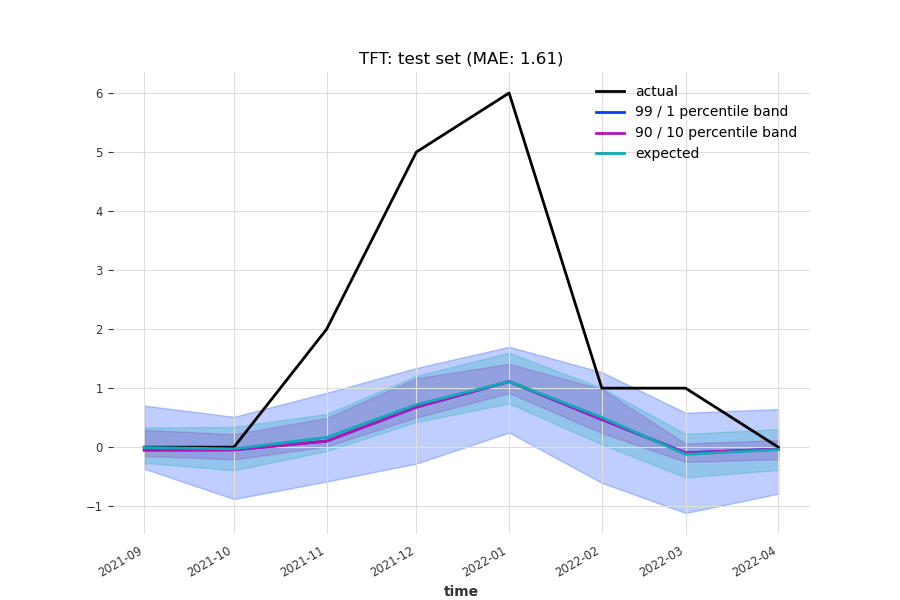 TFT: test set (MAE: 1.61)
actual
99 / 1 percentile band
90 / 10 percentile band
expected
6
5
4
3
2
1
0
−1
2021-09
2021-10
2021-11
2021-12
2022-01
2022-02
2022-03
2022-04
time